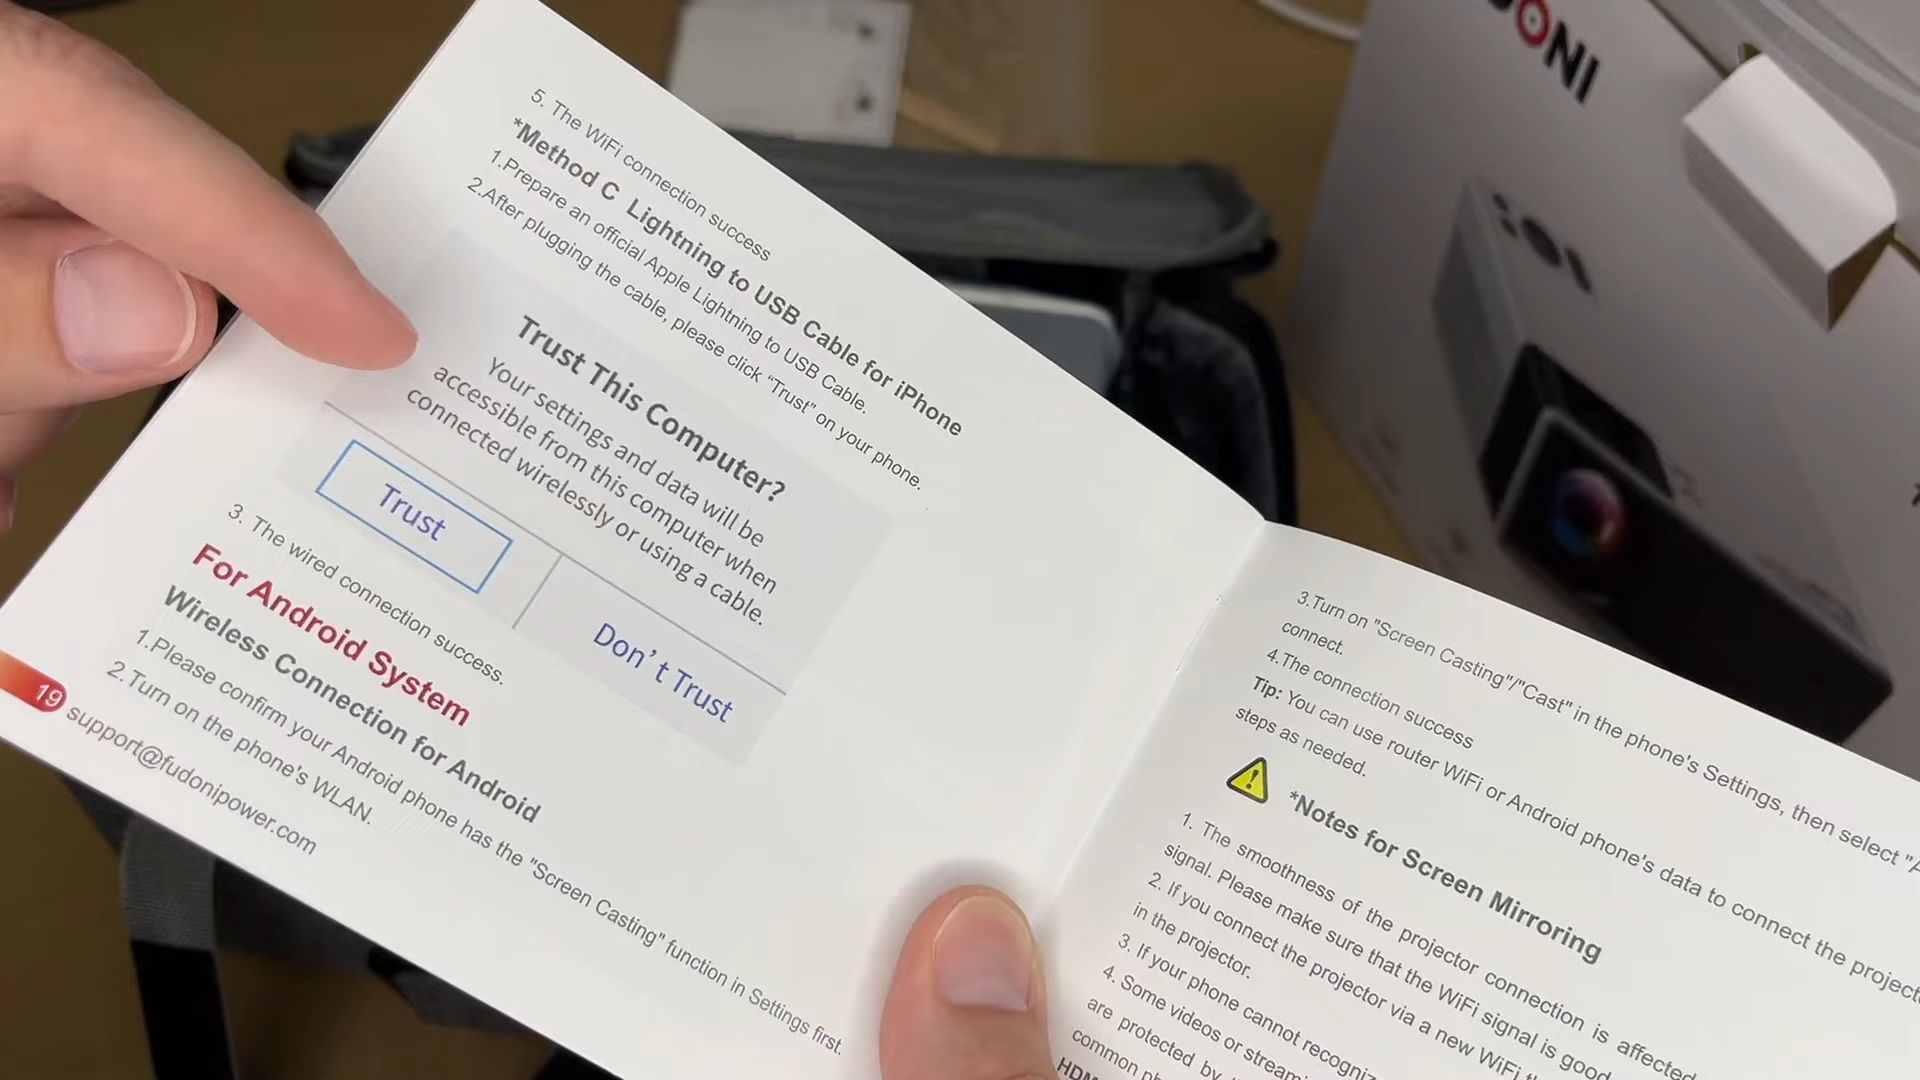 5. The WiFi connection success
*Method C Lightning to USB Cable for iPhone
1.Prepare an official Apple Lightning to USB Cable.
2.After plugging the cable, please click "Trust" on your phone.
Trust This Computer?
Your settings and data will be
accessible from this computer when
connected wirelessly or using a cable.
Trust
Don't Trust
3. The wired connection success.
For Android System
Wireless Connection for Android
1.Please confirm your Android phone has the "Screen Casting" function in Settings first.
2.Turn on the phone's WLAN.
19
support@fudonipower.com
3.Turn on "Screen Casting"/"Cast" in the phone's Settings, then select
connect.
4.The connection success
Tip: You can use router WiFi or Android phone's data to connect the
steps as needed.
*Notes for Screen Mirroring
1. The smoothness of the projector connection is affected
signal. Please make sure that the WiFi signal is good
2. If you connect the projector via a new WiFi
in the projector.
3. If your phone cannot
4. Some videos or
are protected by
common
ONI